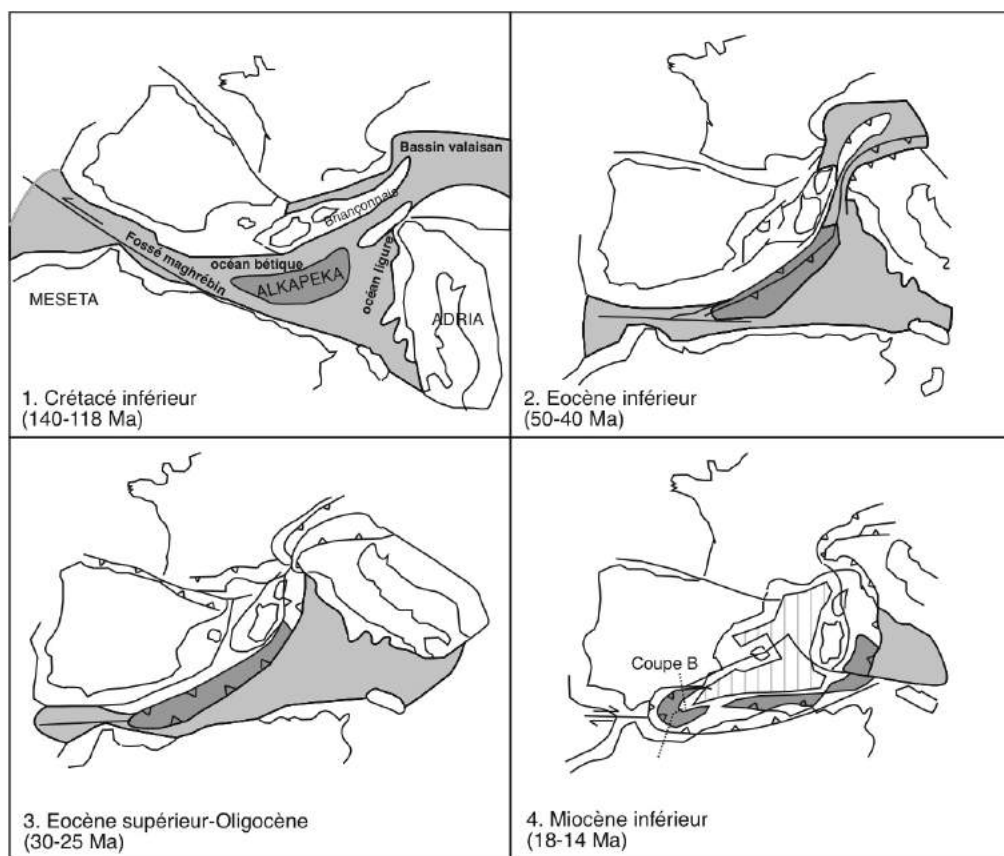 Bassin valaisan
Briançonnais
Fossé maghrébin
océan bétique
ALKAPEKA
océan ligure
MESETA
ADRIA
1. Crétacé inférieur
(140-118 Ma)
2. Eocène inférieur
(50-40 Ma)
3. Eocène supérieur-Oligocène
(30-25 Ma)
Coupe B
4. Miocène inférieur
(18-14 Ma)